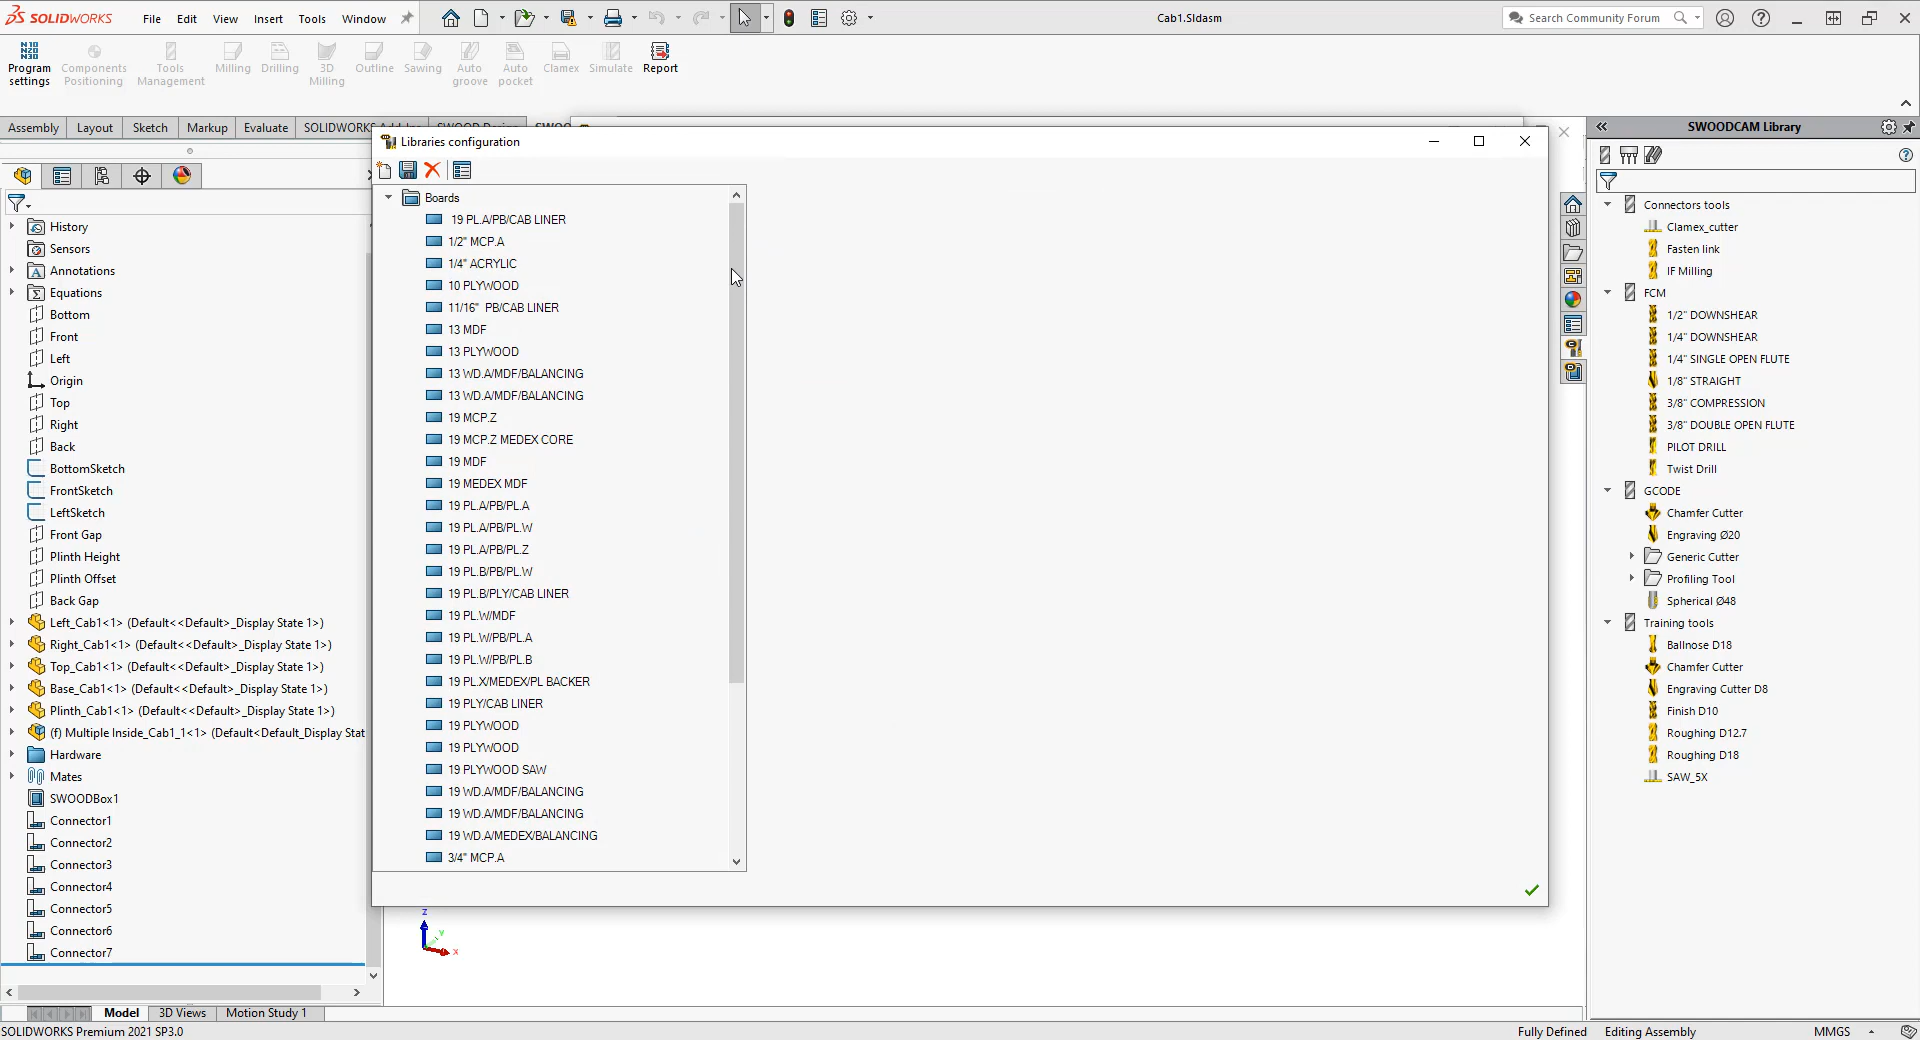 SOLIDWORKS
File Edit View Insert Tools Window
Cab1.Sldasm
Search Community Forum
Program settings
Components Positioning
Tools Management
Milling
Drilling
3D Milling
Outline
Sawing
Auto groove
Auto pocket
Clamex
Simulate
Report
Assembly Layout Sketch Markup Evaluate
Libraries configuration
Boards
19 PL.A/PB/CAB LINER
1/2" MCP.A
1/4" ACRYLIC
10 PLYWOOD
11/16" PB/CAB LINER
13 MDF
13 PLYWOOD
13 WD.A/MDF/BALANCING
13 WD.A/MDF/BALANCING
19 MCP.Z
19 MCP.Z MEDEX CORE
19 MDF
19 MEDEX MDF
19 PL.A/PB/PL.A
19 PL.A/PB/PL.W
19 PL.A/PB/PL.Z
19 PL.B/PB/PL.W
19 PL.B/PLY/CAB LINER
19 PL.W/MDF
19 PL.W/PB/PL.A
19 PL.W/PB/PL.B
19 PL.X/MEDEX/PL BACKER
19 PLY/CAB LINER
19 PLYWOOD
19 PLYWOOD
19 PLYWOOD SAW
19 WD.A/MDF/BALANCING
19 WD.A/MDF/BALANCING
19 WD.A/MEDEX/BALANCING
3/4" MCP.A
History
Sensors
Annotations
Equations
Bottom
Front
Left
Origin
Top
Right
Back
BottomSketch
FrontSketch
LeftSketch
Front Gap
Plinth Height
Plinth Offset
Back Gap
Left_Cab1<1> (Default<<Default>_Display State 1>)
Right_Cab1<1> (Default<<Default>_Display State 1>)
Top_Cab1<1> (Default<<Default>_Display State 1>)
Base_Cab1<1> (Default<<Default>_Display State 1>)
Plinth_Cab1<1> (Default<<Default>_Display State 1>)
(f) Multiple Inside_Cab1_1<1> (Default<Default_Display Stat
Hardware
Mates
SWOODBox1
Connector1
Connector2
Connector3
Connector4
Connector5
Connector6
Connector7
z
y
x
SWOODCAM Library
Connectors tools
Clamex_cutter
Fasten link
IF Milling
FCM
1/2" DOWNSHEAR
1/4" DOWNSHEAR
1/4" SINGLE OPEN FLUTE
1/8" STRAIGHT
3/8" COMPRESSION
3/8" DOUBLE OPEN FLUTE
PILOT DRILL
Twist Drill
GCODE
Chamfer Cutter
Engraving Ø20
Generic Cutter
Profiling Tool
Spherical Ø48
Training tools
Ballnose D18
Chamfer Cutter
Engraving Cutter D8
Finish D10
Roughing D12.7
Roughing D18
SAW_5X
Model 3D Views Motion Study 1
SOLIDWORKS Premium 2021 SP3.0
Fully Defined Editing Assembly MMGS